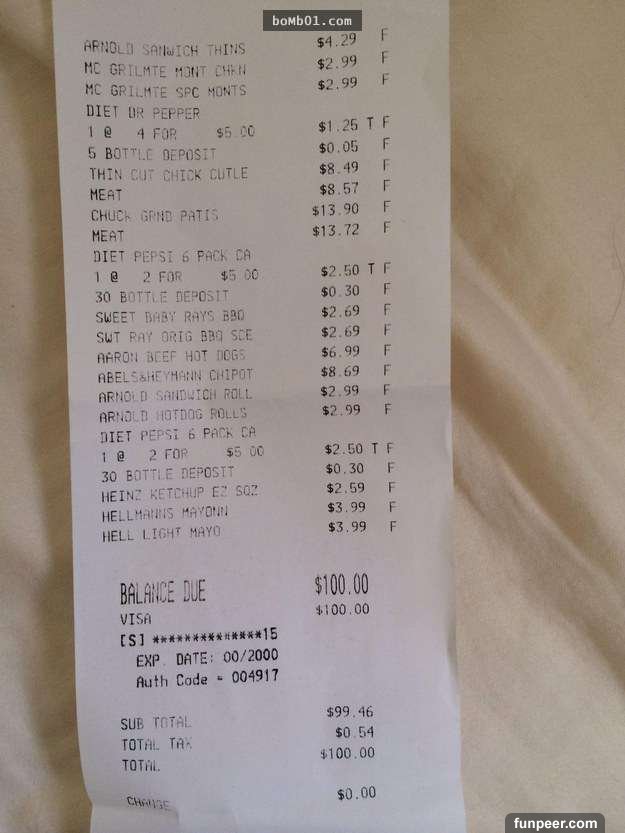 boMb01.com
ARNOLD SANWICH THINS $4.29 F
MC GRILMTE MONT CHKN $2.99 F
MC GRILMTE SPC MONTS $2.99 F
DIET DR PEPPER
1 @ 4 FOR $5.00 $1.25 T F
5 BOTTLE DEPOSIT $0.05 F
THIN CUT CHICK CUTLE $8.49 F
MEAT $8.57 F
CHUCK GRND PATIS $13.90 F
MEAT $13.72 F
DIET PEPSI 6 PACK CA
1 @ 2 FOR $5.00 $2.50 T F
30 BOTTLE DEPOSIT $0.30 F
SWEET BABY RAYS BBQ $2.69 F
SWT RAY ORIG BBQ SCE $2.69 F
AARON BEEF HOT DOGS $6.99 F
ABELS&HEYMANN CHIPOT $8.69 F
ARNOLD SANDWICH ROLL $2.99 F
ARNOLD HOTDOG ROLLS $2.99 F
DIET PEPSI 6 PACK CA
1 @ 2 FOR $5.00 $2.50 T F
30 BOTTLE DEPOSIT $0.30 F
HEINZ KETCHUP EZ SQZ $2.59 F
HELLMANNS MAYONN $3.99 F
HELL LIGHT MAYO $3.99 F
BALANCE DUE $100.00
VISA $100.00
[S] **************15
EXP. DATE: 00/2000
Auth Code = 004917
SUB TOTAL $99.46
TOTAL TAX $0.54
TOTAL $100.00
CHANGE $0.00
funpeer.com